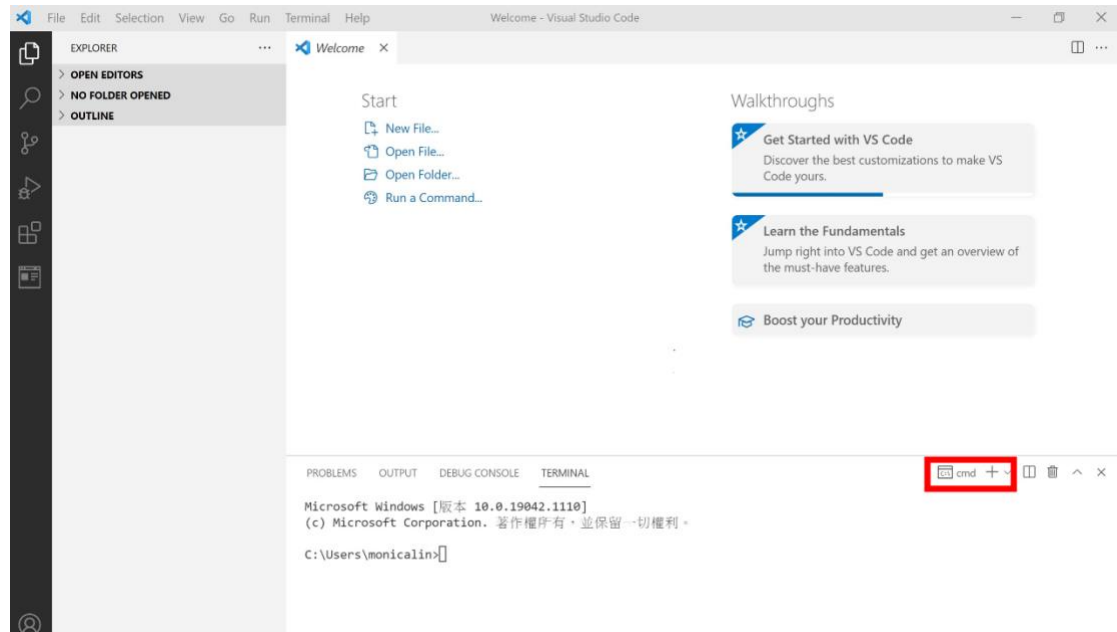 File Edit Selection View Go Run Terminal Help Welcome - Visual Studio Code
EXPLORER
Welcome
OPEN EDITORS
NO FOLDER OPENED
OUTLINE
Start
New File...
Open File...
Open Folder...
Run a Command...
Walkthroughs
Get Started with VS Code
Discover the best customizations to make VS
Code yours.
Learn the Fundamentals
Jump right into VS Code and get an overview of
the must-have features.
Boost your Productivity
PROBLEMS OUTPUT DEBUG CONSOLE TERMINAL
cmd
Microsoft Windows [版本 10.0.19042.1110]
(c) Microsoft Corporation. 著作權所有，並保留一切權利。
C:\Users\monicalin>